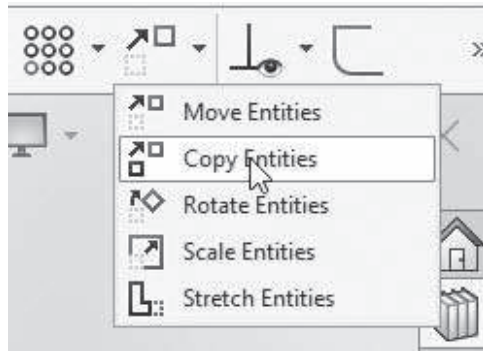 Move Entities
Copy Entities
Rotate Entities
Scale Entities
Stretch Entities